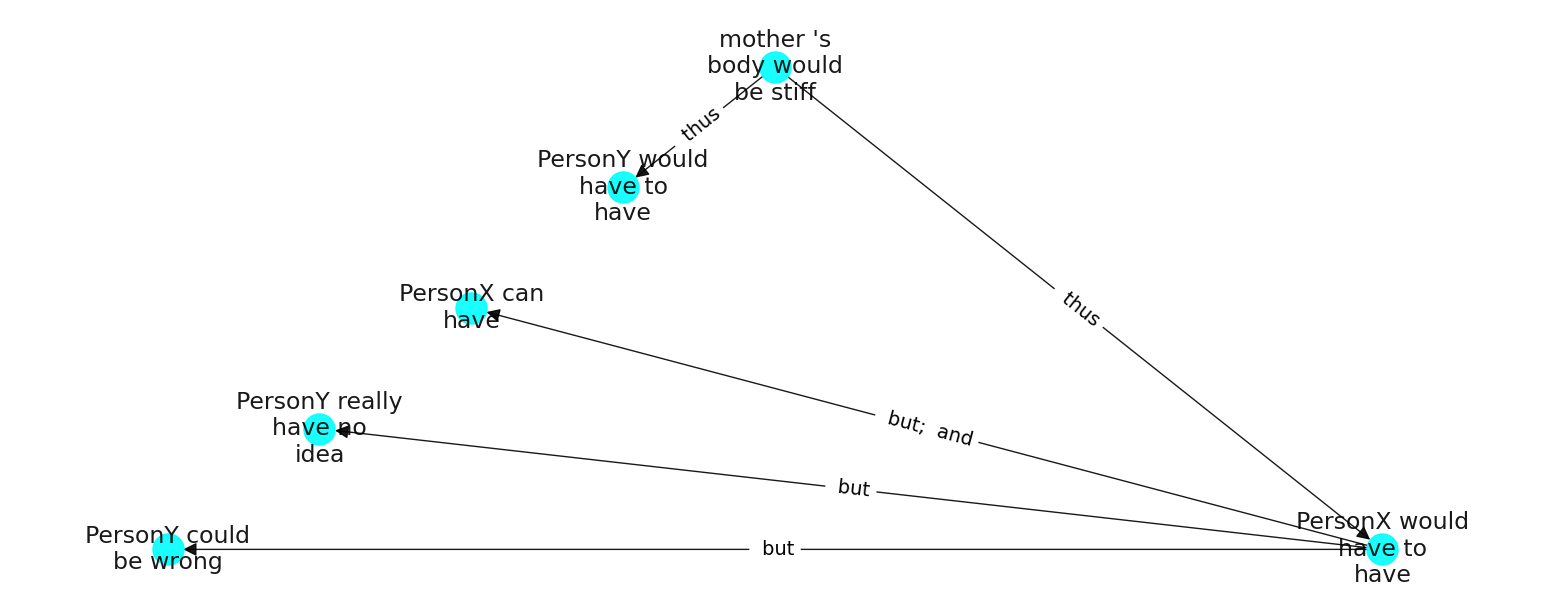 mother 's
body would
be stiff
thus
PersonY would
have to
have
PersonX can
have
thus
PersonY really
have no
idea
but; and
but
PersonY could
be wrong
but
PersonX would
have to
have